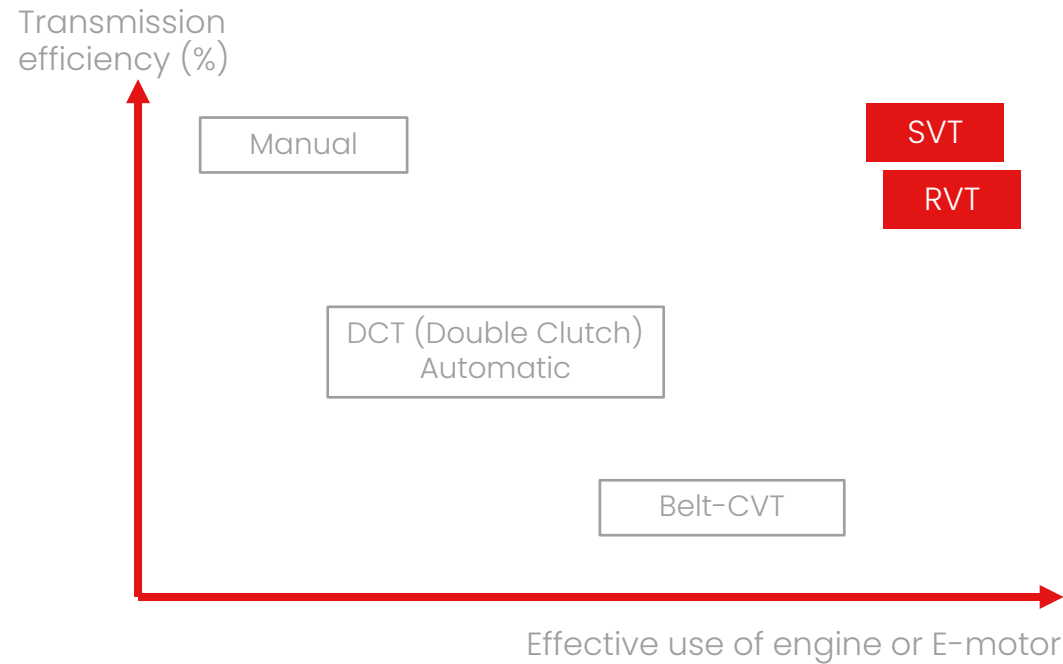 Transmission
efficiency (%)
Manual
SVT
RVT
DCT (Double Clutch)
Automatic
Belt-CVT
Effective use of engine or E-motor